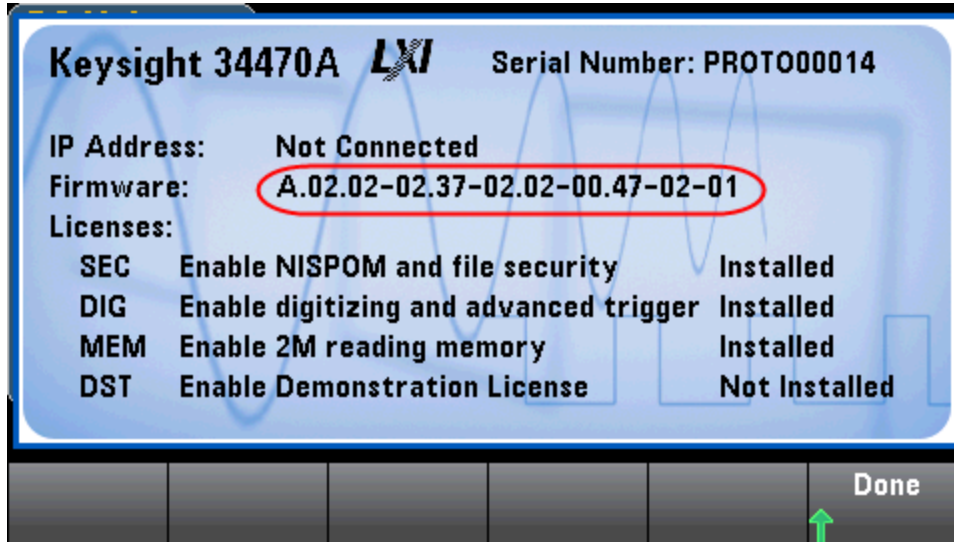 Keysight 34470A LXI Serial Number: PROTO00014
IP Address: Not Connected
Firmware: A.02.02-02.37-02.02-00.47-02-01
Licenses:
SEC Enable NISPOM and file security Installed
DIG Enable digitizing and advanced trigger Installed
MEM Enable 2M reading memory Installed
DST Enable Demonstration License Not Installed
Done